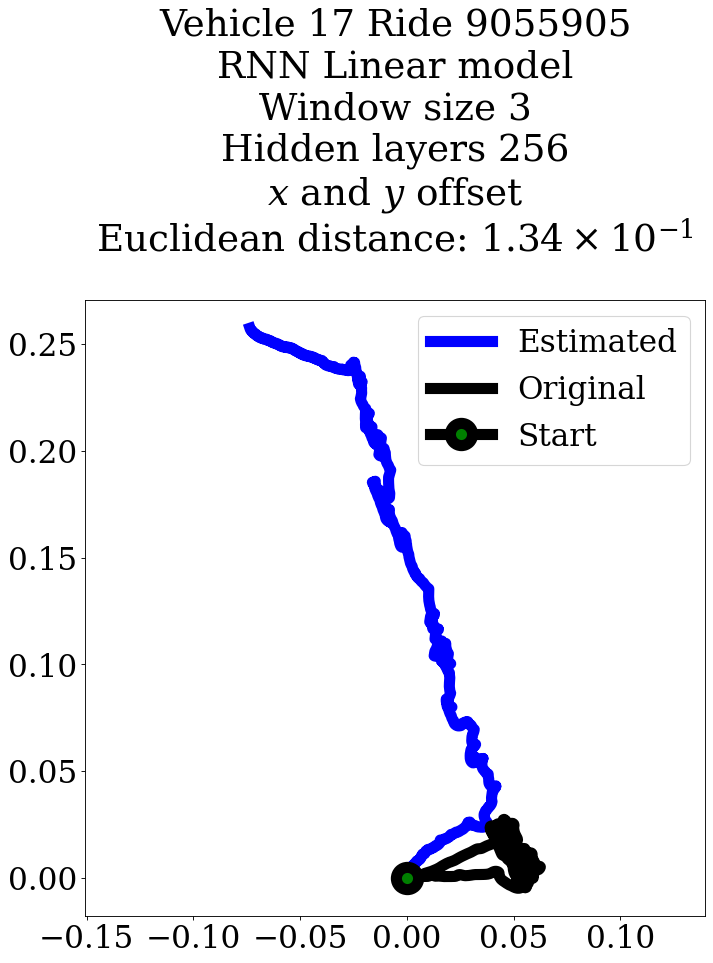 Vehicle 17 Ride 9055905
RNN Linear model
Window size 3
Hidden layers 256
x and y offset
Euclidean distance: 1.34 × 10⁻¹
Estimated
Original
Start
0.25
0.20
0.15
0.10
0.05
0.00
−0.15 −0.10 −0.05 0.00 0.05 0.10